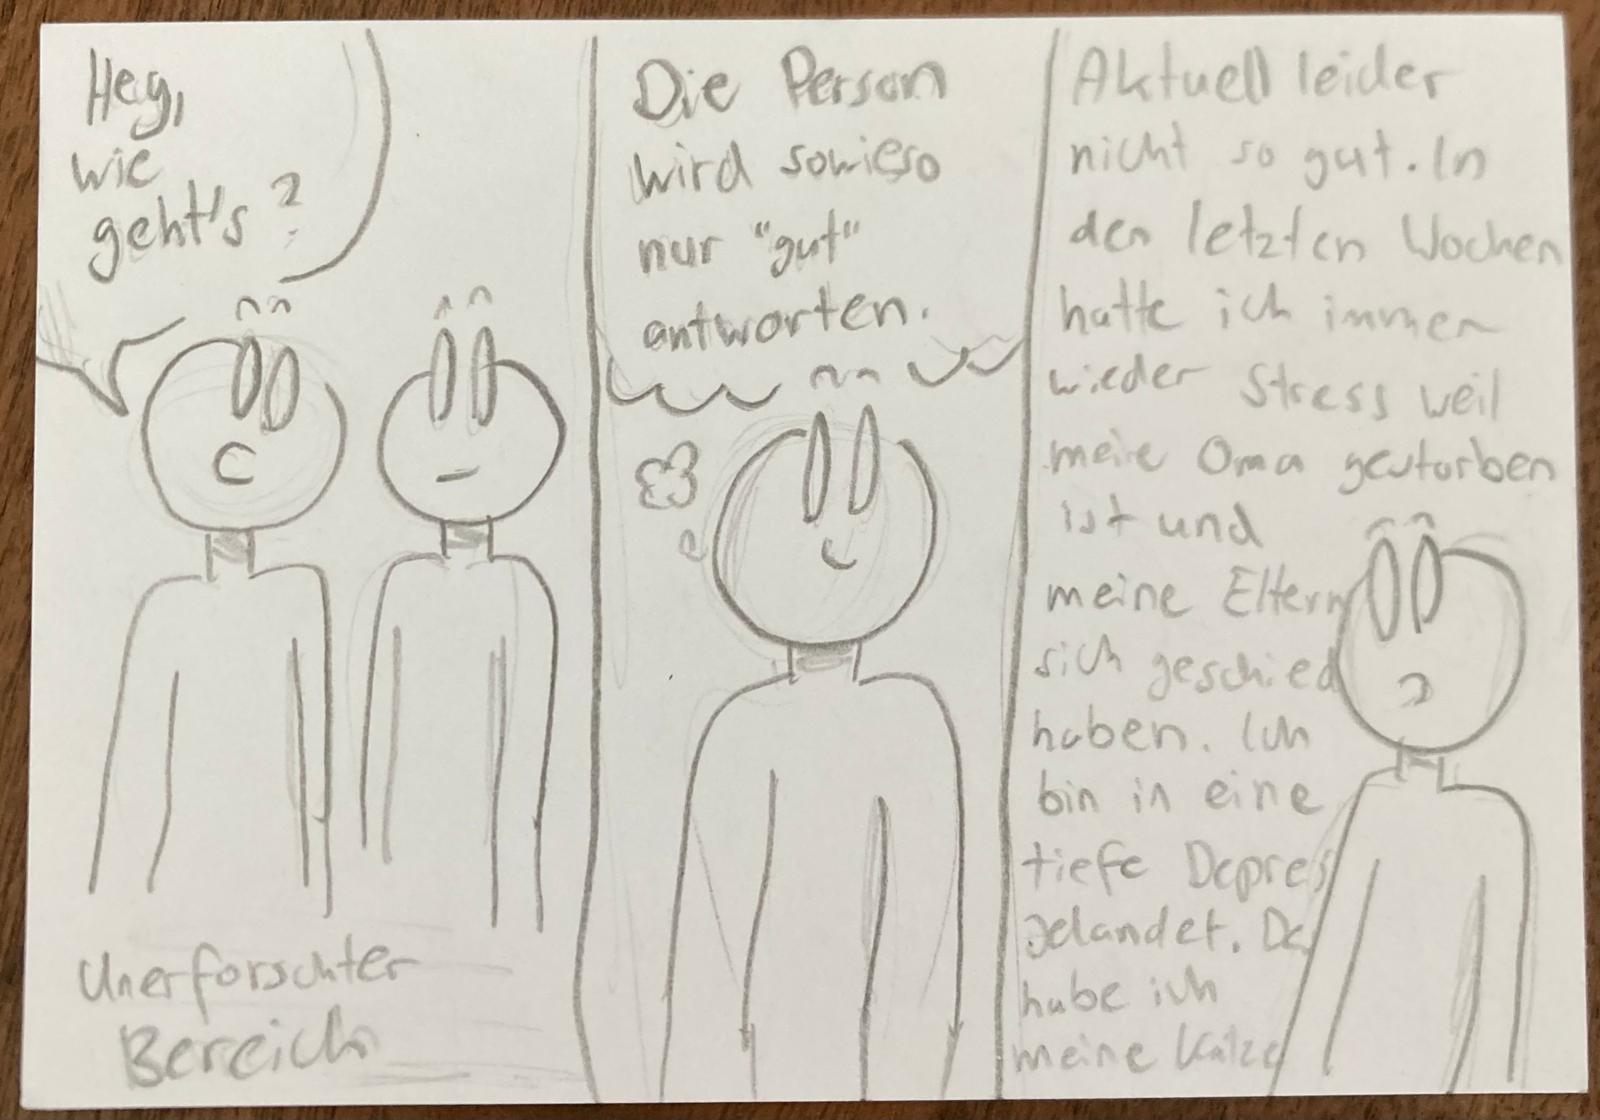 Hey,
wie
geht's?
Unerforschter
Bereich
Die Person
wird sowieso
nur "gut"
antworten.
Aktuell leider
nicht so gut. In
den letzten Wochen
hatte ich immer
wieder Stress weil
meine Oma gestorben
ist und
meine Eltern
sich geschied
haben. Ich
bin in eine
tiefe Depres
gelandet. Da
habe ich
meine Katze